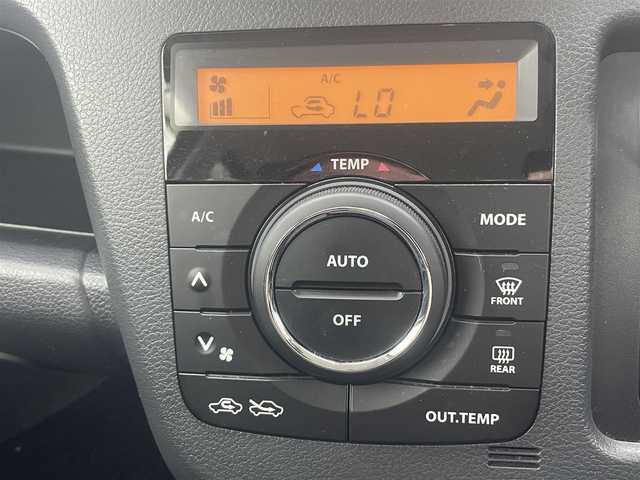 A/C
LO
TEMP
A/C
MODE
AUTO
FRONT
OFF
REAR
OUT.TEMP